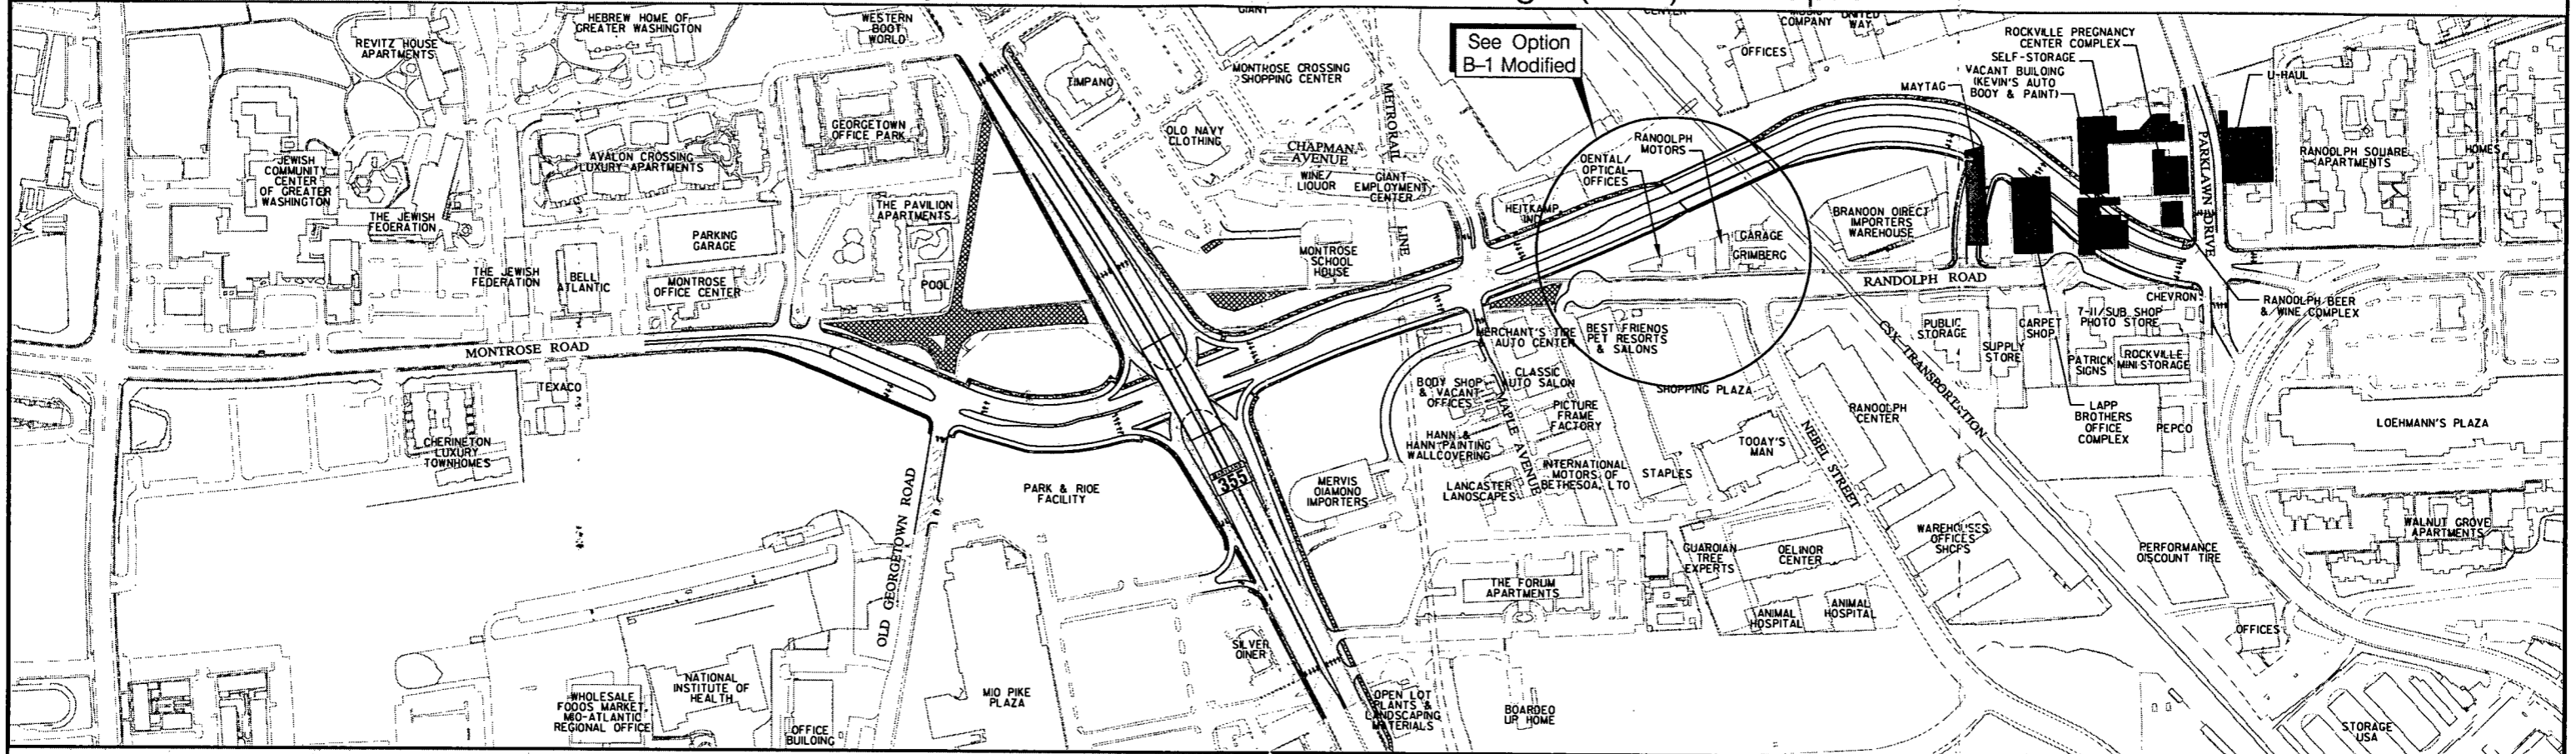 HEBREW HOME OF
GREATER WASHINGTON
REVITZ HOUSE
APARTMENTS
WESTERN
BOOT
WORLD
GIANT
COMPANY
UNITED
WAY
OFFICES
See Option
B-1 Modified
ROCKVILLE PREGNANCY
CENTER COMPLEX
SELF-STORAGE
VACANT BUILDING
(KEVIN'S AUTO
BODY & PAINT)
MAYTAG
U-HAUL
TIMPANO
MONTROSE CROSSING
SHOPPING CENTER
METRORAIL
LINE
GEORGETOWN
OFFICE PARK
OLD NAVY
CLOTHING
CHAPMAN
AVENUE
WINE/
LIQUOR
GIANT
EMPLOYMENT
CENTER
RANDOLPH
MOTORS
DENTAL/
OPTICAL
OFFICES
PARKLAWN DRIVE
RANDOLPH SQUARE
APARTMENTS
HOMES
JEWISH
COMMUNITY
CENTER
OF GREATER
WASHINGTON
AVALON CROSSING
LUXURY APARTMENTS
THE JEWISH
FEDERATION
THE PAVILION
APARTMENTS
HEITKAMP
IND
BRANDON DIRECT
IMPORTERS
WAREHOUSE
GARAGE
GRIMBERG
PARKING
GARAGE
MONTROSE
SCHOOL
HOUSE
THE JEWISH
FEDERATION
BELL
ATLANTIC
MONTROSE
OFFICE CENTER
POOL
RANDOLPH ROAD
CHEVRON
RANDOLPH BEER
& WINE COMPLEX
MONTROSE ROAD
MERCHANT'S TIRE
& AUTO CENTER
BEST FRIENDS
PET RESORTS
& SALONS
CSX TRANSPORTATION
PUBLIC
STORAGE
SUPPLY
STORE
CARPET
SHOP
7-11/SUB SHOP
PHOTO STORE
PATRICK
SIGNS
ROCKVILLE
MINI-STORAGE
TEXACO
BODY SHOP
& VACANT
OFFICES
CLASSIC
AUTO SALON
SHOPPING PLAZA
MAPLE AVENUE
PICTURE
FRAME
FACTORY
RANDOLPH
CENTER
LAPP
BROTHERS
OFFICE
COMPLEX
PEPCO
LOEHMANN'S PLAZA
CHERINGTON
LUXURY
TOWNHOMES
HANN &
HANN PAINTING
WALLCOVERING
TODAY'S
MAN
NEBEL STREET
355
OLD GEORGETOWN ROAD
PARK & RIDE
FACILITY
MERVIS
DIAMOND
IMPORTERS
LANCASTER
LANDSCAPES
INTERNATIONAL
MOTORS OF
BETHESDA, LTD
STAPLES
GUARDIAN
TREE
EXPERTS
DELINOR
CENTER
WAREHOUSES
OFFICES
SHOPS
PERFORMANCE
DISCOUNT TIRE
WALNUT GROVE
APARTMENTS
THE FORUM
APARTMENTS
ANIMAL
HOSPITAL
ANIMAL
HOSPITAL
OFFICES
SILVER
DINER
NATIONAL
INSTITUTE OF
HEALTH
WHOLESALE
FOODS MARKET,
MID-ATLANTIC
REGIONAL OFFICE
OFFICE
BUILDING
MID PIKE
PLAZA
OPEN LOT
PLANTS &
LANDSCAPING
MATERIALS
BOARDED
UP HOME
STORAGE
USA